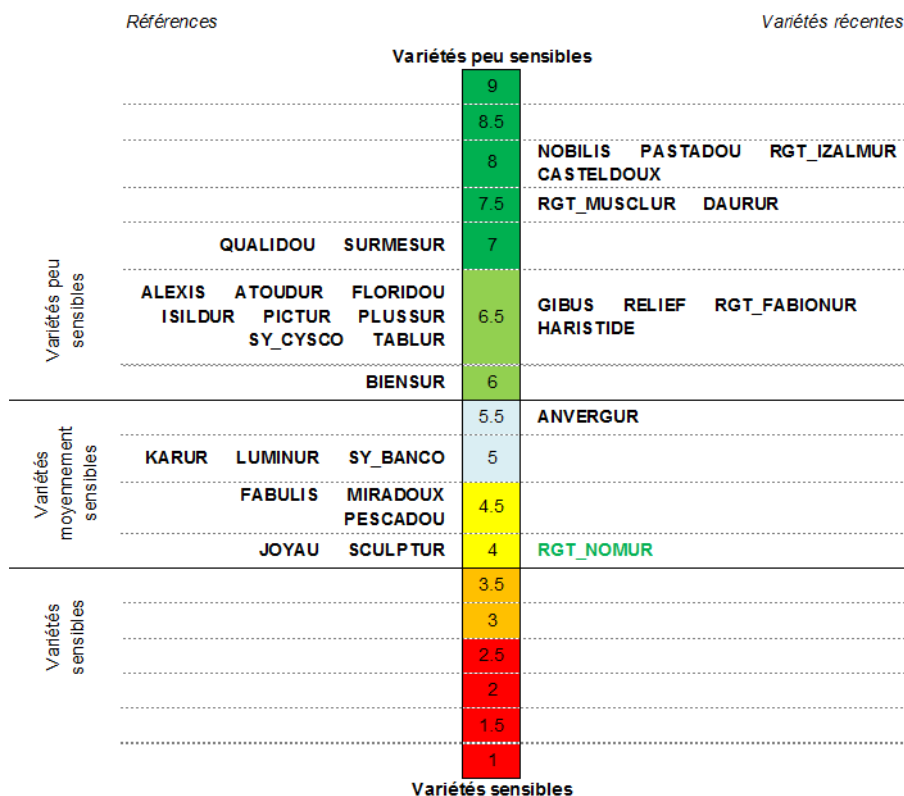 Références Variétés récentes
Variétés peu sensibles
9
8.5
8 NOBILIS PASTADOU RGT_IZALMUR
CASTELDOUX
7.5 RGT_MUSCLUR DAURUR
QUALIDOU SURMESUR 7
Variétés peu
sensibles
ALEXIS ATOUDUR FLORIDOU
ISILDUR PICTUR PLUSSUR
SY_CYSCO TABLUR
6.5
GIBUS RELIEF RGT_FABIONUR
HARISTIDE
BIENSUR 6
5.5 ANVERGUR
Variétés
moyennement
sensibles
KARUR LUMINUR SY_BANCO 5
FABULIS MIRADOUX
PESCADOU
4.5
JOYAU SCULPTUR 4 RGT_NOMUR
Variétés
sensibles
3.5
3
2.5
2
1.5
1
Variétés sensibles